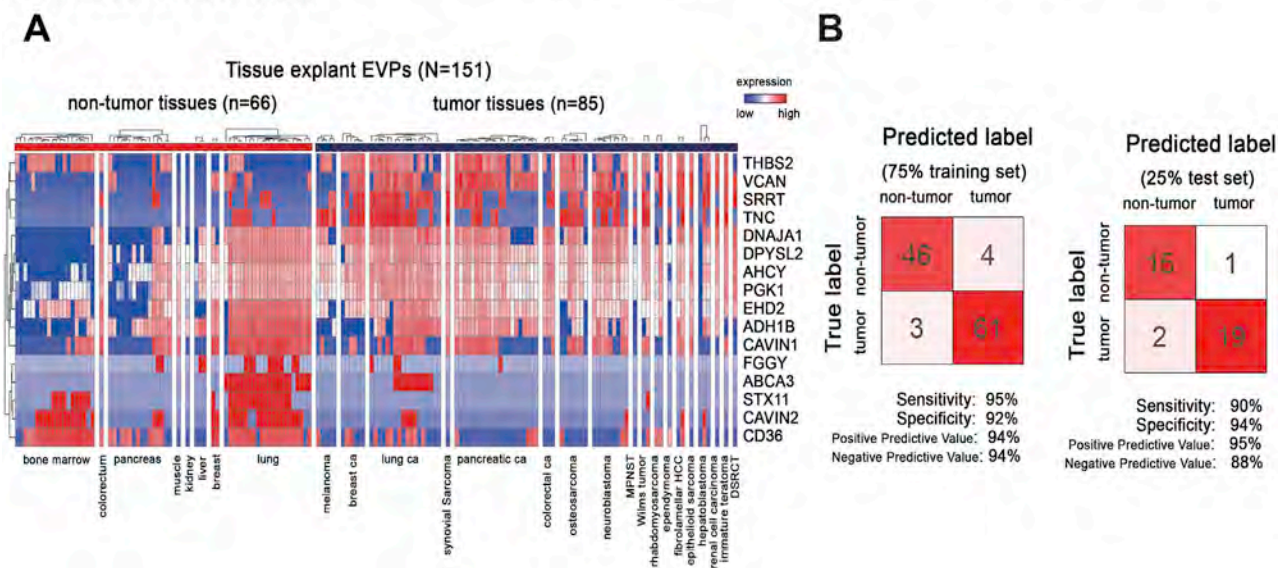 A
B
Tissue explant EVPs (N=151)
non-tumor tissues (n=66)
tumor tissues (n=85)
expression
low high
THBS2
VCAN
SRRT
TNC
DNAJA1
DPYSL2
AHCY
PGK1
EHD2
ADH1B
CAVIN1
FGGY
ABCA3
STX11
CAVIN2
CD36
bone marrow
colorectum
pancreas
muscle
kidney
liver
breast
lung
melanoma
breast ca
lung ca
synovial Sarcoma
pancreatic ca
colorectal ca
osteosarcoma
neuroblastoma
MPNST
Wilms tumor
rhabdomyosarcoma
ependymoma
fibrolamellar HCC
epithelioid sarcoma
hepatoblastoma
renal cell carcinoma
immature teratoma
DSRCT
Predicted label
(75% training set)
non-tumor tumor
True label
non-tumor
tumor
46 4
3 61
Sensitivity: 95%
Specificity: 92%
Positive Predictive Value: 94%
Negative Predictive Value: 94%
Predicted label
(25% test set)
non-tumor tumor
True label
non-tumor
tumor
15 1
2 19
Sensitivity: 90%
Specificity: 94%
Positive Predictive Value: 95%
Negative Predictive Value: 88%